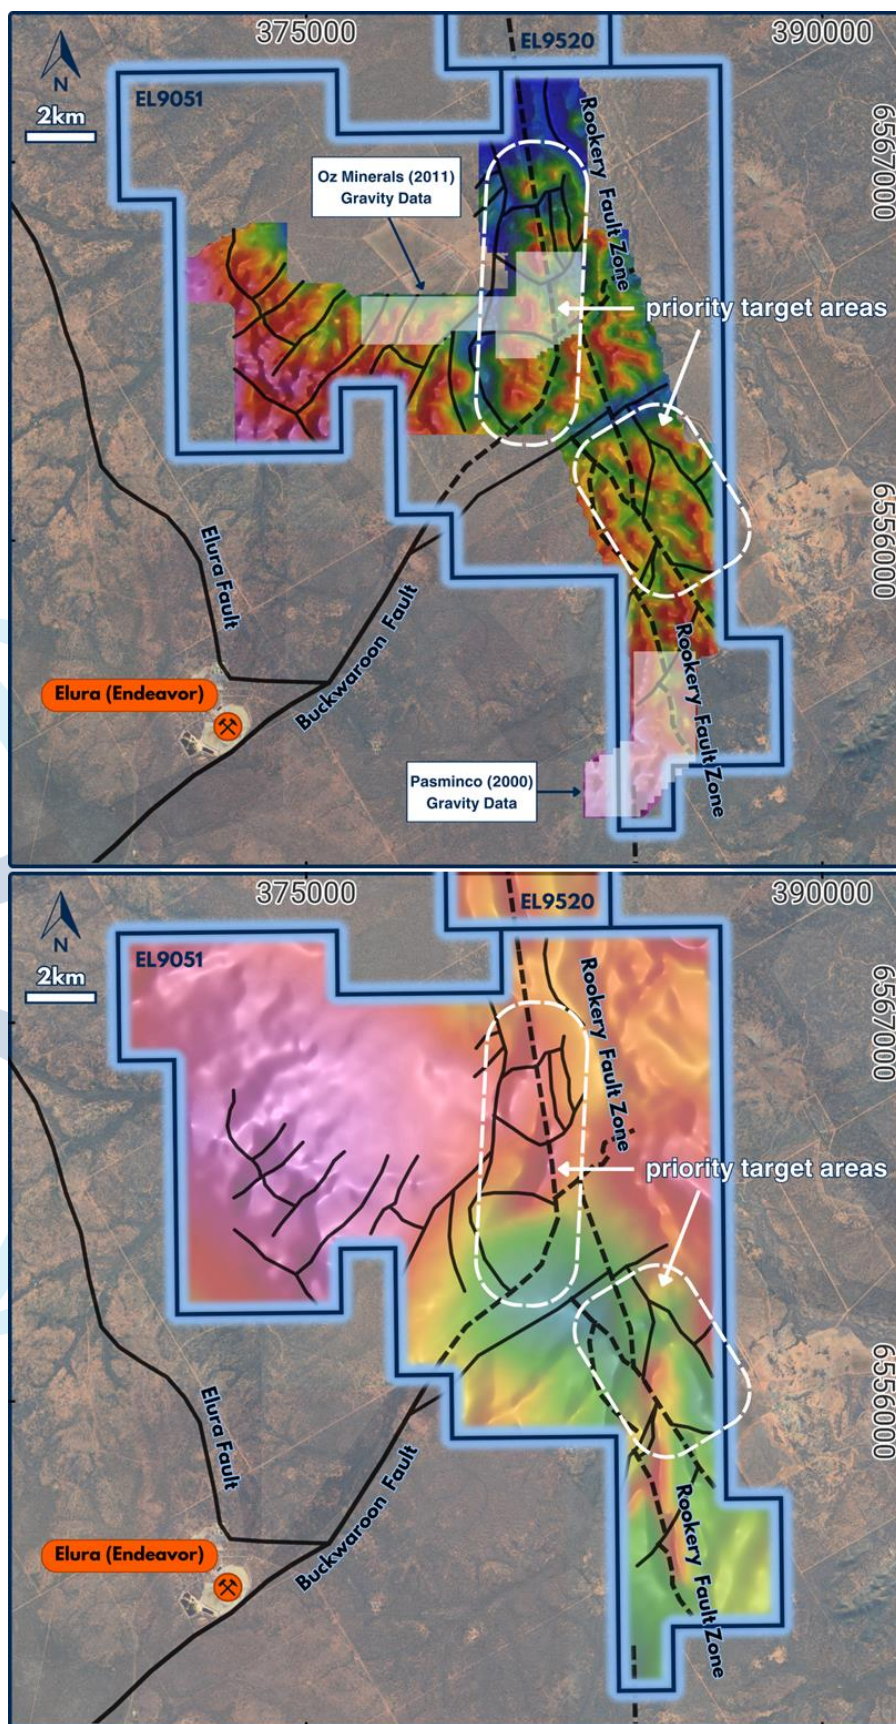 375000
390000
EL9520
EL9051
N
2km
Rookery Fault Zone
6567000
Oz Minerals (2011)
Gravity Data
priority target areas
6556000
Elura Fault
Buckwaroon Fault
Elura (Endeavor)
Rookery Fault Zone
Pasminco (2000)
Gravity Data
375000
390000
EL9520
EL9051
N
2km
Rookery Fault Zone
6567000
priority target areas
6556000
Elura Fault
Buckwaroon Fault
Elura (Endeavor)
Rookery Fault Zone